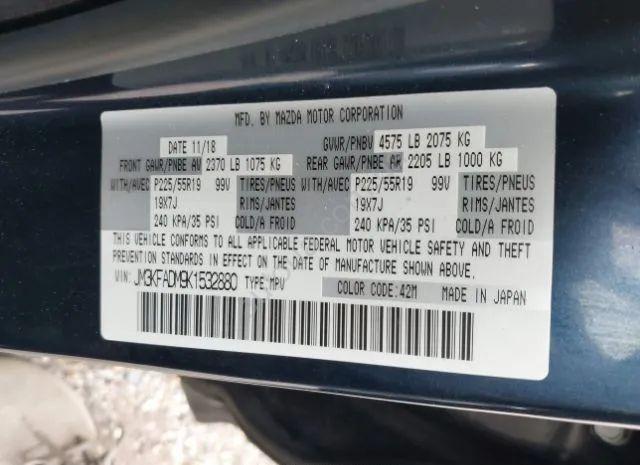 MFD. BY MAZDA MOTOR CORPORATION
DATE 11/18 GVWR/PNBV 4575 LB 2075 KG
FRONT GAWR/PNBE AV 2370 LB 1075 KG REAR GAWR/PNBE AR 2205 LB 1000 KG
WITH/AVEC P225/55R19 99V TIRES/PNEUS WITH/AVEC P225/55R19 99V TIRES/PNEUS
19X7J RIMS/JANTES 19X7J RIMS/JANTES
240 KPA/35 PSI COLD/A FROID 240 KPA/35 PSI COLD/A FROID
THIS VEHICLE CONFORMS TO ALL APPLICABLE FEDERAL MOTOR VEHICLE SAFETY AND THEFT
PREVENTION STANDARDS IN EFFECT ON THE DATE OF MANUFACTURE SHOWN ABOVE.
VIN: JM3KFADM9K1532880 TYPE:MPV COLOR CODE:42M MADE IN JAPAN